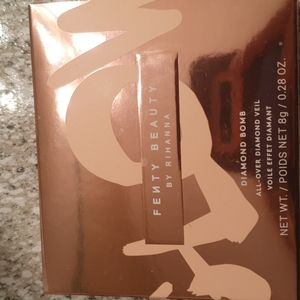 FEЛTY BEAUTY
BY RIHANNA
DIAMOND BOMB
ALL-OVER DIAMOND VEIL
VOILE EFFET DIAMANT
NET WT. / POIDS NET 8g / 0.28 OZ.